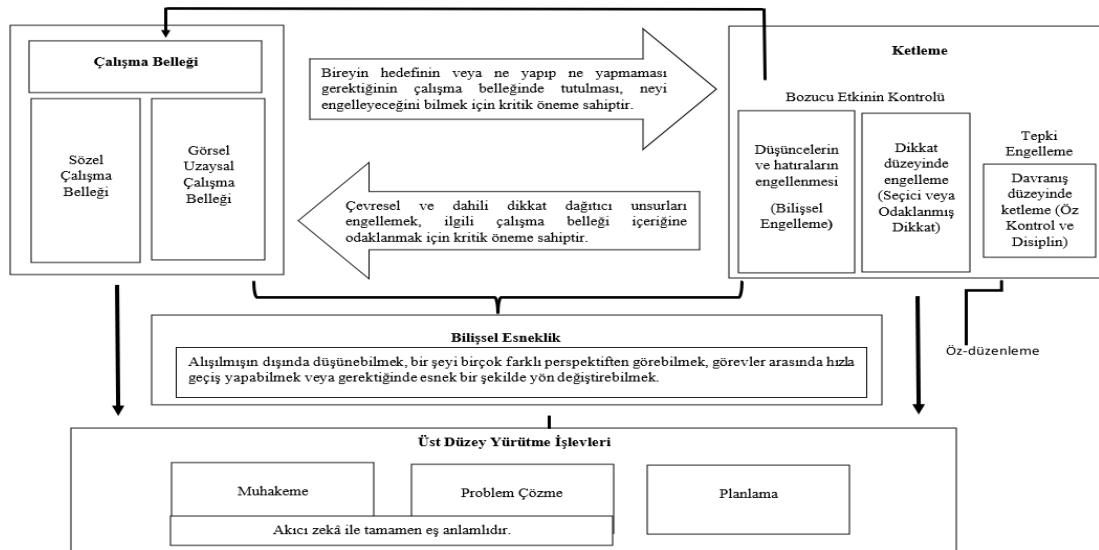 Çalışma Belleği
Sözel
Çalışma
Belleği
Görsel
Uzaysal
Çalışma
Belleği
Bireyin hedefinin veya ne yapıp ne yapmaması
gerektiğinin çalışma belleğinde tutulması, neyi
engelleyeceğini bilmek için kritik öneme sahiptir.
Çevresel ve dahili dikkat dağıtıcı unsurları
engellemek, ilgili çalışma belleği içeriğine
odaklanmak için kritik öneme sahiptir.
Ketleme
Bozucu Etkinin Kontrolü
Düşüncelerin
ve hatıraların
engellenmesi
(Bilişsel
Engelleme)
Dikkat
düzeyinde
engelleme
(Seçici veya
Odaklanmış
Dikkat)
Tepki
Engelleme
Davranış
düzeyinde
ketleme (Öz
Kontrol ve
Disiplin)
Öz-düzenleme
Bilişsel Esneklik
Alışılmışın dışında düşünebilmek, bir şeyi birçok farklı perspektiften görebilmek, görevler arasında hızla
geçiş yapabilmek veya gerektiğinde esnek bir şekilde yön değiştirebilmek.
Üst Düzey Yürütme İşlevleri
Muhakeme
Problem Çözme
Planlama
Akıcı zekâ ile tamamen eş anlamlıdır.